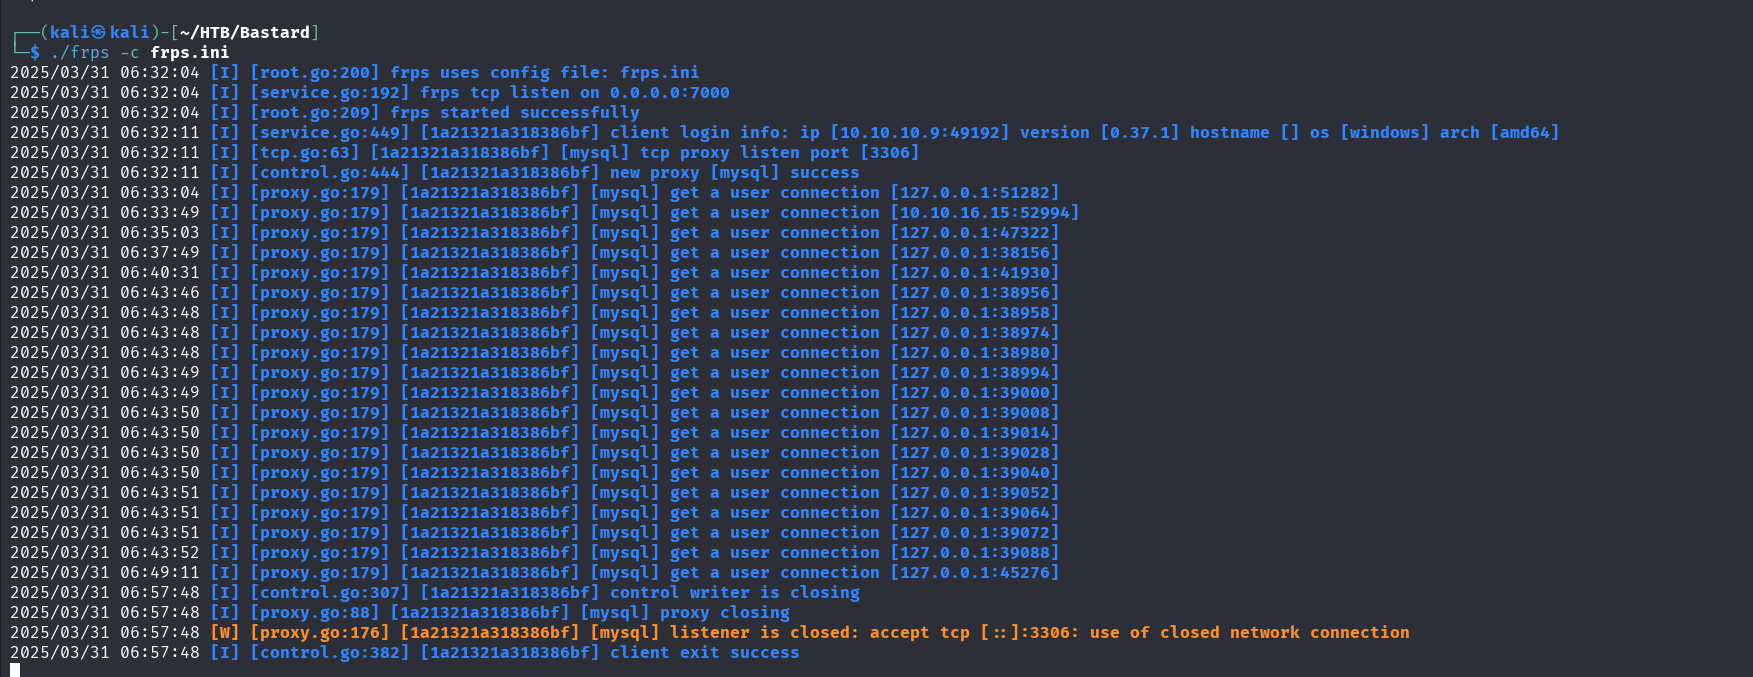 ┌──(kali㉿kali)-[~/HTB/Bastard]
└─$ ./frps -c frps.ini
2025/03/31 06:32:04 [I] [root.go:200] frps uses config file: frps.ini
2025/03/31 06:32:04 [I] [service.go:192] frps tcp listen on 0.0.0.0:7000
2025/03/31 06:32:04 [I] [root.go:209] frps started successfully
2025/03/31 06:32:11 [I] [service.go:449] [1a21321a318386bf] client login info: ip [10.10.10.9:49192] version [0.37.1] hostname [] os [windows] arch [amd64]
2025/03/31 06:32:11 [I] [tcp.go:63] [1a21321a318386bf] [mysql] tcp proxy listen port [3306]
2025/03/31 06:32:11 [I] [control.go:444] [1a21321a318386bf] new proxy [mysql] success
2025/03/31 06:33:04 [I] [proxy.go:179] [1a21321a318386bf] [mysql] get a user connection [127.0.0.1:51282]
2025/03/31 06:33:49 [I] [proxy.go:179] [1a21321a318386bf] [mysql] get a user connection [10.10.16.15:52994]
2025/03/31 06:35:03 [I] [proxy.go:179] [1a21321a318386bf] [mysql] get a user connection [127.0.0.1:47322]
2025/03/31 06:37:49 [I] [proxy.go:179] [1a21321a318386bf] [mysql] get a user connection [127.0.0.1:38156]
2025/03/31 06:40:31 [I] [proxy.go:179] [1a21321a318386bf] [mysql] get a user connection [127.0.0.1:41930]
2025/03/31 06:43:46 [I] [proxy.go:179] [1a21321a318386bf] [mysql] get a user connection [127.0.0.1:38956]
2025/03/31 06:43:48 [I] [proxy.go:179] [1a21321a318386bf] [mysql] get a user connection [127.0.0.1:38958]
2025/03/31 06:43:48 [I] [proxy.go:179] [1a21321a318386bf] [mysql] get a user connection [127.0.0.1:38974]
2025/03/31 06:43:48 [I] [proxy.go:179] [1a21321a318386bf] [mysql] get a user connection [127.0.0.1:38980]
2025/03/31 06:43:49 [I] [proxy.go:179] [1a21321a318386bf] [mysql] get a user connection [127.0.0.1:38994]
2025/03/31 06:43:49 [I] [proxy.go:179] [1a21321a318386bf] [mysql] get a user connection [127.0.0.1:39000]
2025/03/31 06:43:50 [I] [proxy.go:179] [1a21321a318386bf] [mysql] get a user connection [127.0.0.1:39008]
2025/03/31 06:43:50 [I] [proxy.go:179] [1a21321a318386bf] [mysql] get a user connection [127.0.0.1:39014]
2025/03/31 06:43:50 [I] [proxy.go:179] [1a21321a318386bf] [mysql] get a user connection [127.0.0.1:39028]
2025/03/31 06:43:50 [I] [proxy.go:179] [1a21321a318386bf] [mysql] get a user connection [127.0.0.1:39040]
2025/03/31 06:43:51 [I] [proxy.go:179] [1a21321a318386bf] [mysql] get a user connection [127.0.0.1:39052]
2025/03/31 06:43:51 [I] [proxy.go:179] [1a21321a318386bf] [mysql] get a user connection [127.0.0.1:39064]
2025/03/31 06:43:51 [I] [proxy.go:179] [1a21321a318386bf] [mysql] get a user connection [127.0.0.1:39072]
2025/03/31 06:43:52 [I] [proxy.go:179] [1a21321a318386bf] [mysql] get a user connection [127.0.0.1:39088]
2025/03/31 06:49:11 [I] [proxy.go:179] [1a21321a318386bf] [mysql] get a user connection [127.0.0.1:45276]
2025/03/31 06:57:48 [I] [control.go:307] [1a21321a318386bf] control writer is closing
2025/03/31 06:57:48 [I] [proxy.go:88] [1a21321a318386bf] [mysql] proxy closing
2025/03/31 06:57:48 [W] [proxy.go:176] [1a21321a318386bf] [mysql] listener is closed: accept tcp [::]:3306: use of closed network connection
2025/03/31 06:57:48 [I] [control.go:382] [1a21321a318386bf] client exit success